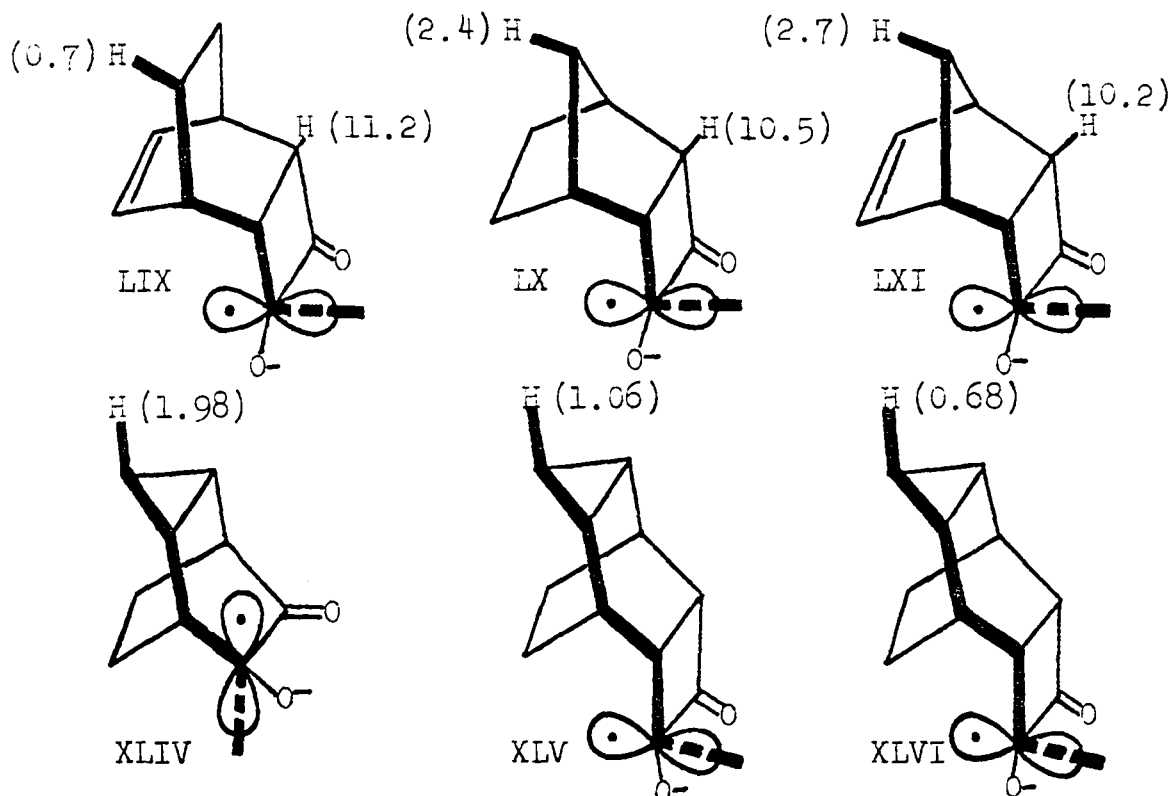 (0.7) H
(2.4) H
(2.7) H
H (11.2)
H (10.5)
(10.2)
H
O
O
O
LIX
LX
LXI
O-
O-
O-
H (1.98)
H (1.06)
H (0.68)
O
O-
O
O
XLIV
XLV
XLVI
O-
O-